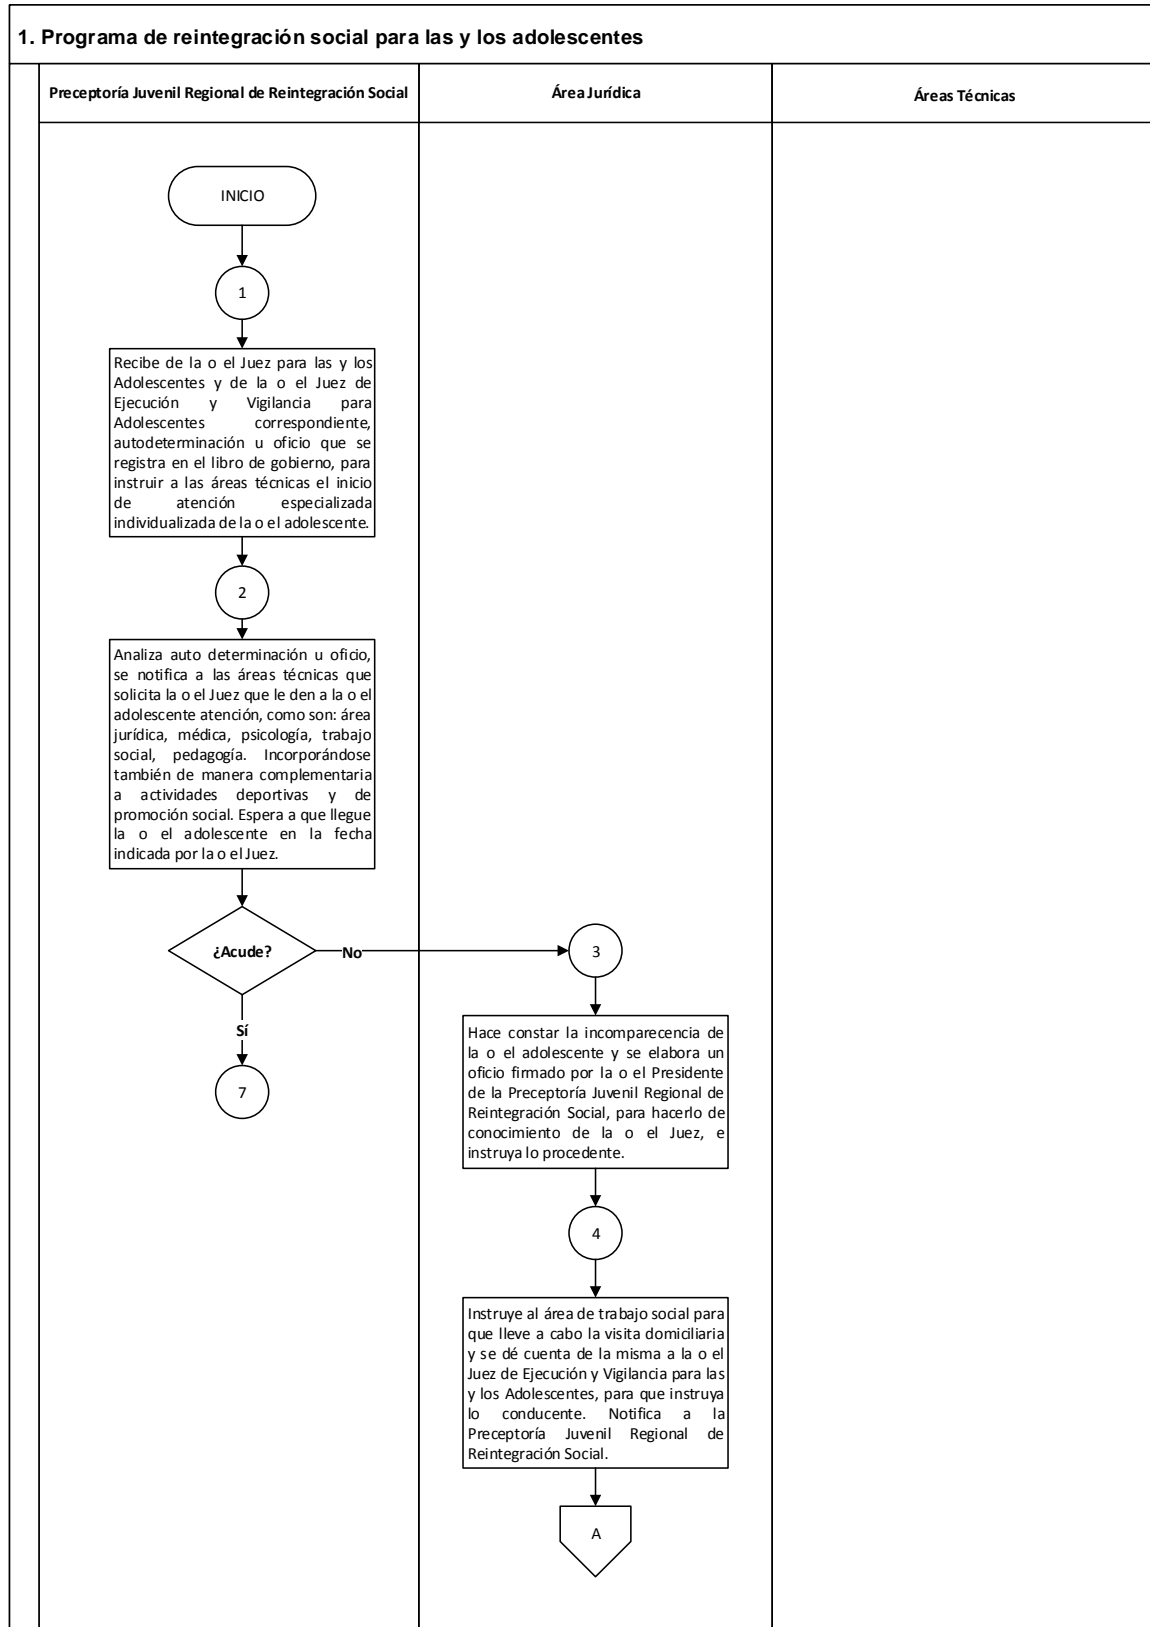 1. Programa de reintegración social para las y los adolescentes
Preceptoría Juvenil Regional de Reintegración Social
Área Jurídica
Áreas Técnicas
INICIO
1
Recibe de la o el Juez para las y los
Adolescentes y de la o el Juez de
Ejecución y Vigilancia para
Adolescentes correspondiente,
autodeterminación u oficio que se
registra en el libro de gobierno, para
instruir a las áreas técnicas el inicio
de atención especializada
individualizada de la o el adolescente.
2
Analiza auto determinación u oficio,
se notifica a las áreas técnicas que
solicita la o el Juez que le den a la o el
adolescente atención, como son: área
jurídica, médica, psicología, trabajo
social, pedagogía. Incorporándose
también de manera complementaria
a actividades deportivas y de
promoción social. Espera a que llegue
la o el adolescente en la fecha
indicada por la o el Juez.
¿Acude?
No
3
Sí
7
Hace constar la incomparecencia de
la o el adolescente y se elabora un
oficio firmado por la o el Presidente
de la Preceptoría Juvenil Regional de
Reintegración Social, para hacerlo de
conocimiento de la o el Juez, e
instruya lo procedente.
4
Instruye al área de trabajo social para
que lleve a cabo la visita domiciliaria
y se dé cuenta de la misma a la o el
Juez de Ejecución y Vigilancia para las
y los Adolescentes, para que instruya
lo conducente. Notifica a la
Preceptoría Juvenil Regional de
Reintegración Social.
A